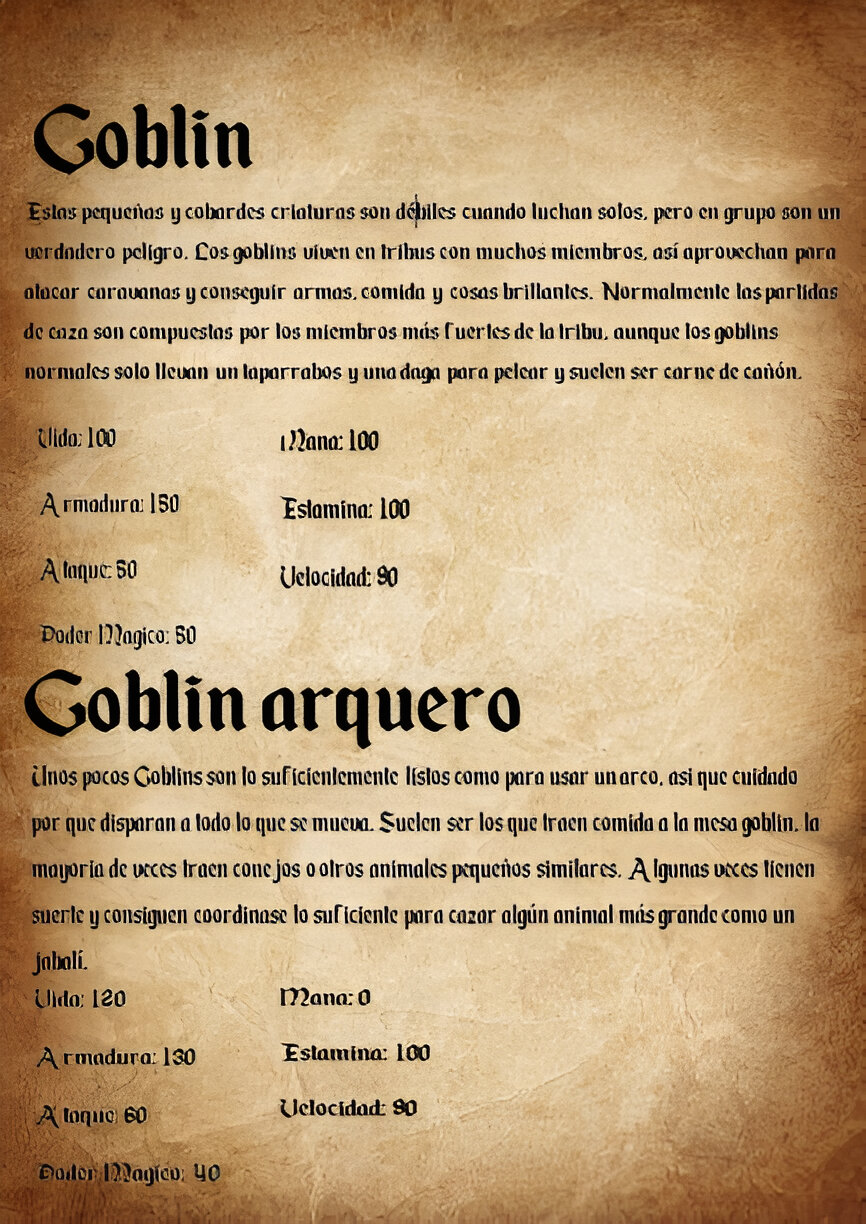 Goblin
Estas pequeñas y cobardes criaturas son débiles cuando luchan solos, pero en grupo son un
verdadero peligro. Los goblins viven en tribus con muchos miembros, así aprovechan para
atacar caravanas y conseguir armas, comida y cosas brillantes. Normalmente las partidas
de caza son compuestas por los miembros más fuertes de la tribu, aunque los goblins
normales solo llevan un taparrabos y una daga para pelear y suelen ser carne de cañón.
Vida: 100 Mana: 100
Armadura: 150 Estamina: 100
Ataque: 50 Velocidad: 90
Poder Magico: 50
Goblin arquero
Unos pocos Goblins son lo suficientemente listos como para usar un arco, asi que cuidado
por que disparan a todo lo que se mueva. Suelen ser los que traen comida a la mesa goblin, la
mayoría de veces traen conejos o otros animales pequeños similares. Algunas veces tienen
suerte y consiguen coordinase lo suficiente para cazar algún animal más grande como un
jabalí.
Vida: 120 Mana: 0
Armadura: 130 Estamina: 100
Ataque: 60 Velocidad: 90
Poder Magico: 40